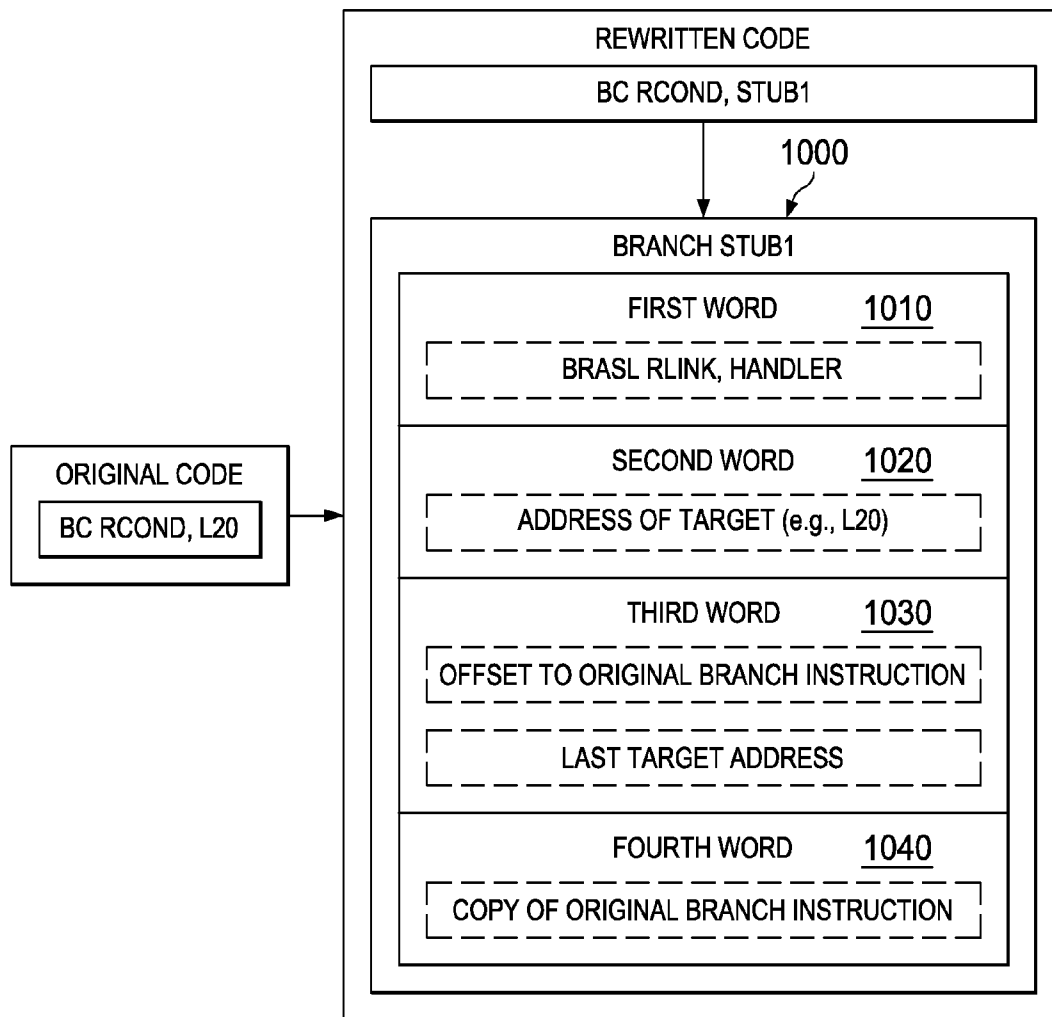 REWRITTEN CODE
BC RCOND, STUB1
1000
BRANCH STUB1
FIRST WORD 1010
BRASL RLINK, HANDLER
SECOND WORD 1020
ADDRESS OF TARGET (e.g., L20)
THIRD WORD 1030
OFFSET TO ORIGINAL BRANCH INSTRUCTION
LAST TARGET ADDRESS
FOURTH WORD 1040
COPY OF ORIGINAL BRANCH INSTRUCTION
ORIGINAL CODE
BC RCOND, L20